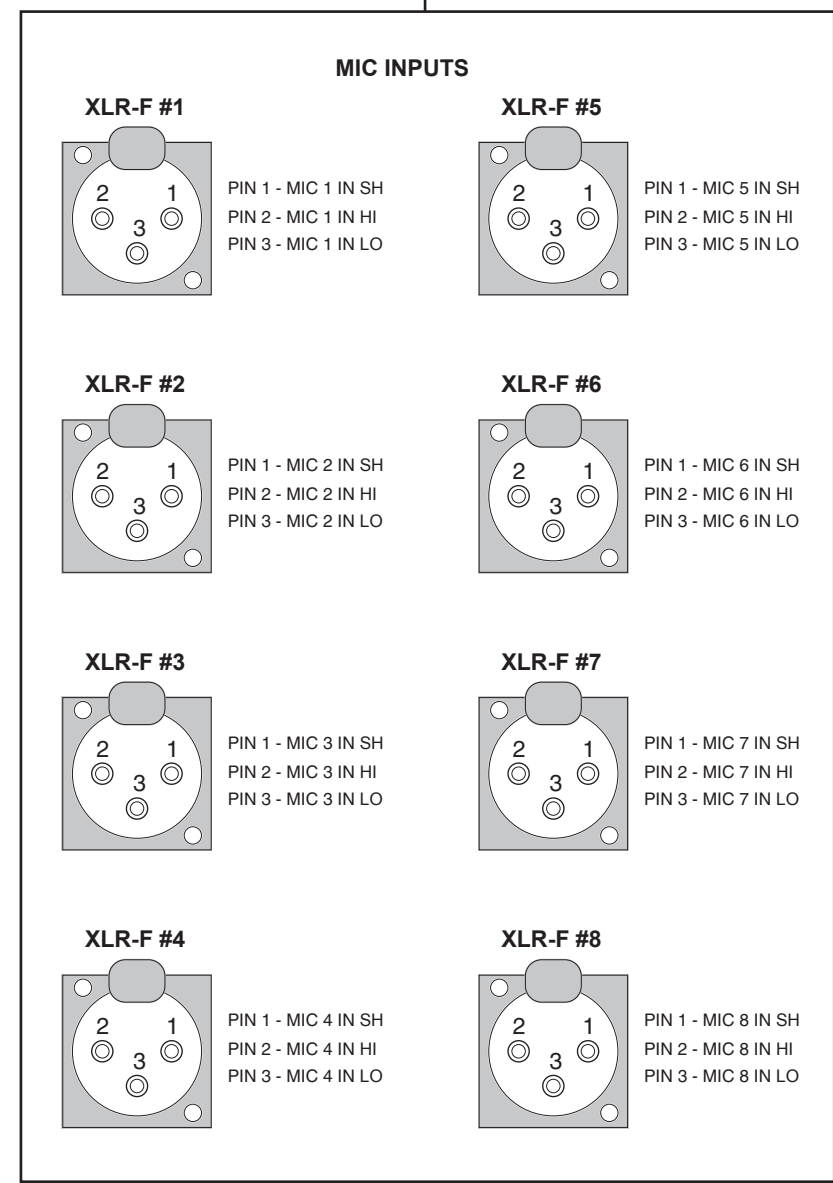 MIC INPUTS
XLR-F #1
2
1
3
PIN 1 - MIC 1 IN SH
PIN 2 - MIC 1 IN HI
PIN 3 - MIC 1 IN LO
XLR-F #5
2
1
3
PIN 1 - MIC 5 IN SH
PIN 2 - MIC 5 IN HI
PIN 3 - MIC 5 IN LO
XLR-F #2
2
1
3
PIN 1 - MIC 2 IN SH
PIN 2 - MIC 2 IN HI
PIN 3 - MIC 2 IN LO
XLR-F #6
2
1
3
PIN 1 - MIC 6 IN SH
PIN 2 - MIC 6 IN HI
PIN 3 - MIC 6 IN LO
XLR-F #3
2
1
3
PIN 1 - MIC 3 IN SH
PIN 2 - MIC 3 IN HI
PIN 3 - MIC 3 IN LO
XLR-F #7
2
1
3
PIN 1 - MIC 7 IN SH
PIN 2 - MIC 7 IN HI
PIN 3 - MIC 7 IN LO
XLR-F #4
2
1
3
PIN 1 - MIC 4 IN SH
PIN 2 - MIC 4 IN HI
PIN 3 - MIC 4 IN LO
XLR-F #8
2
1
3
PIN 1 - MIC 8 IN SH
PIN 2 - MIC 8 IN HI
PIN 3 - MIC 8 IN LO